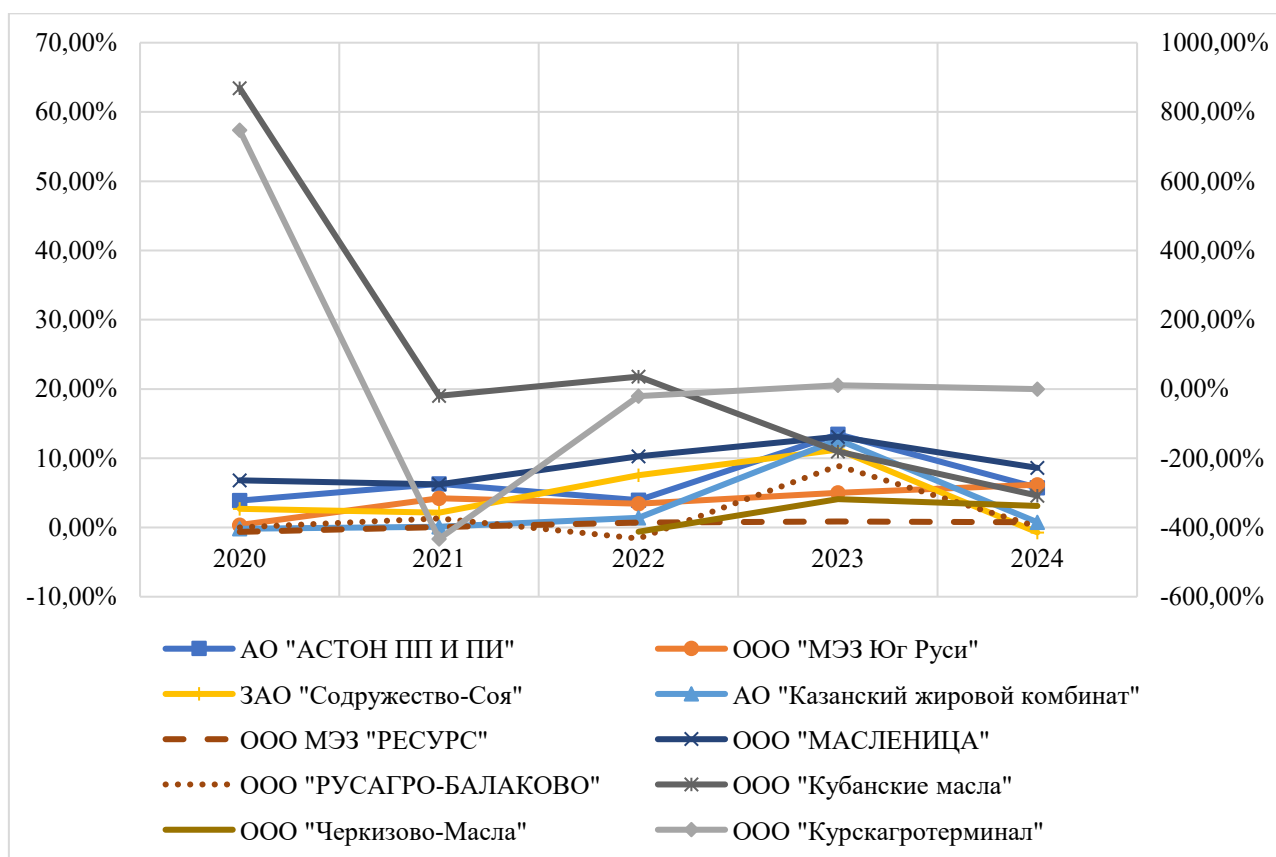 70,00% 1000,00%
60,00% 800,00%
50,00% 600,00%
40,00% 400,00%
30,00% 200,00%
20,00% 0,00%
10,00% -200,00%
0,00% -400,00%
2020 2021 2022 2023 2024
-10,00% -600,00%
АО "АСТОН ПП И ПИ" ООО "МЭЗ Юг Руси"
ЗАО "Содружество-Соя" АО "Казанский жировой комбинат"
ООО МЭЗ "РЕСУРС" ООО "МАСЛЕНИЦА"
ООО "РУСАГРО-БАЛАКОВО" ООО "Кубанские масла"
ООО "Черкизово-Масла" ООО "Курскагротерминал"